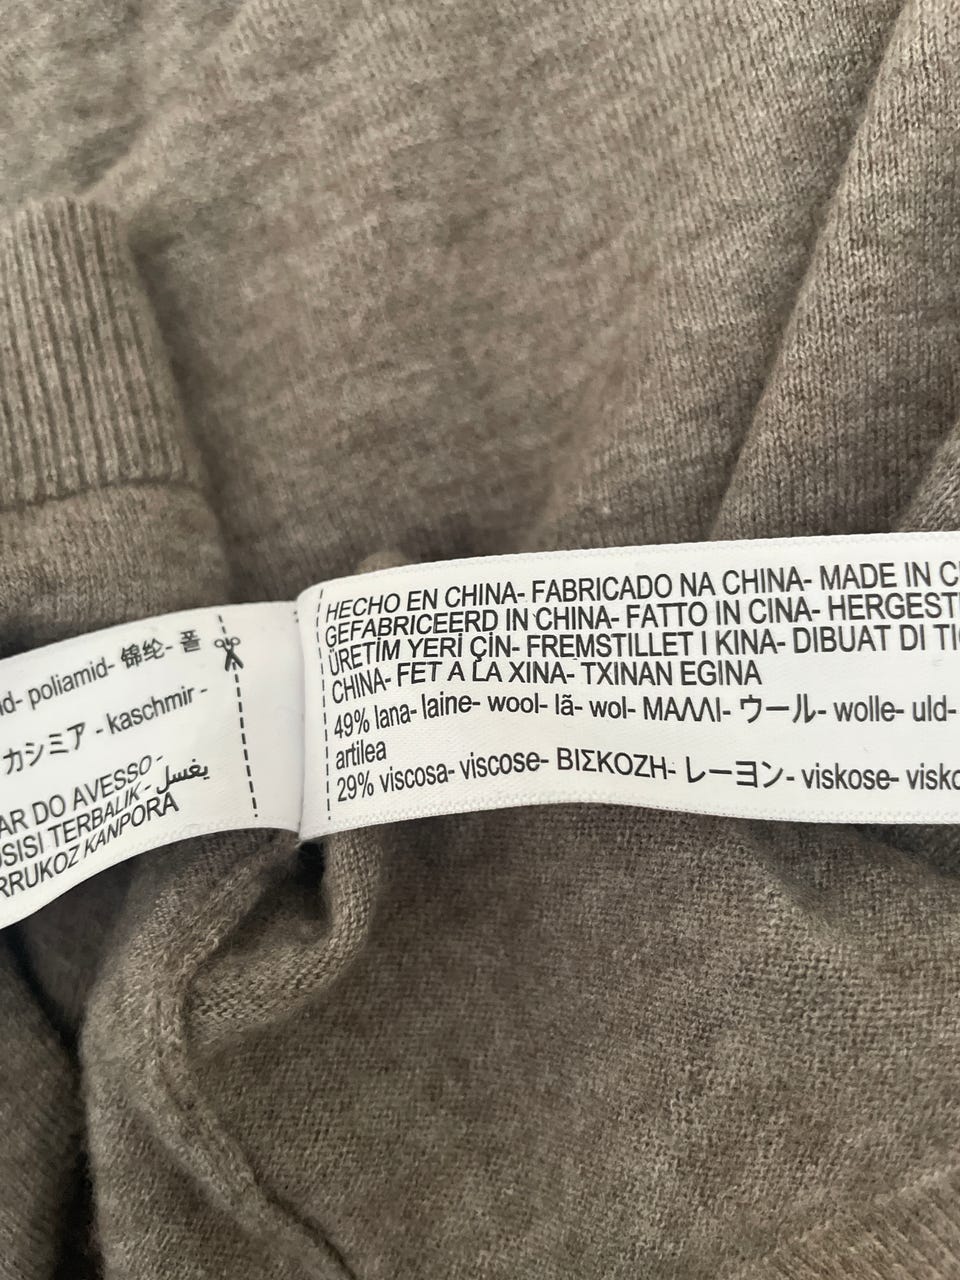 poliamid- 锦纶- 폴
カシミア - kaschmir -
AR DO AVESSO-
SISI TERBALIK- يغسل
RRUKOZ KANPORA
HECHO EN CHINA- FABRICADO NA CHINA- MADE IN C
GEFABRICEERD IN CHINA- FATTO IN CINA- HERGEST
ÜRETİM YERİ ÇİN- FREMSTILLET I KINA- DIBUAT DI TI
CHINA- FET A LA XINA- TXINAN EGINA
49% lana- laine- wool- lã- wol- ΜΑΛΛΙ- ウール- wolle- uld-
artilea
29% viscosa- viscose- ΒΙΣΚΟΖΗ- レーヨン- viskose- visko